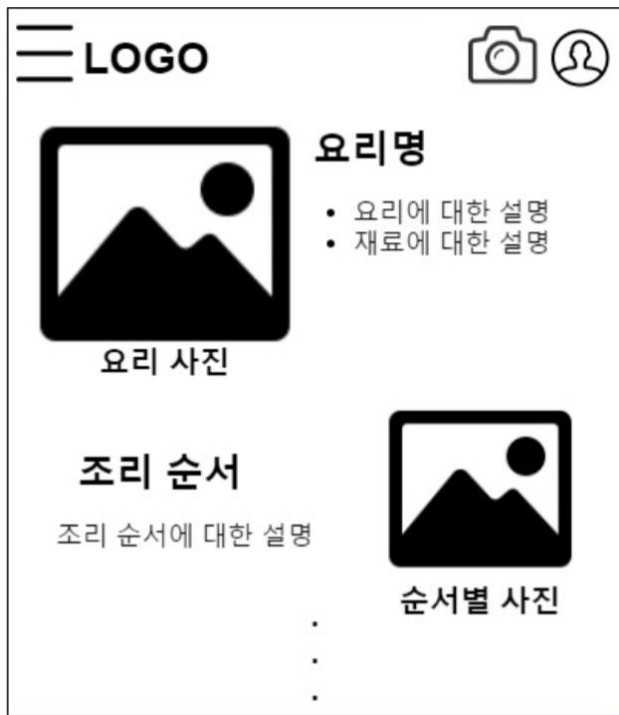 LOGO
요리명
• 요리에 대한 설명
• 재료에 대한 설명
요리 사진
조리 순서
조리 순서에 대한 설명
순서별 사진
.
.
.